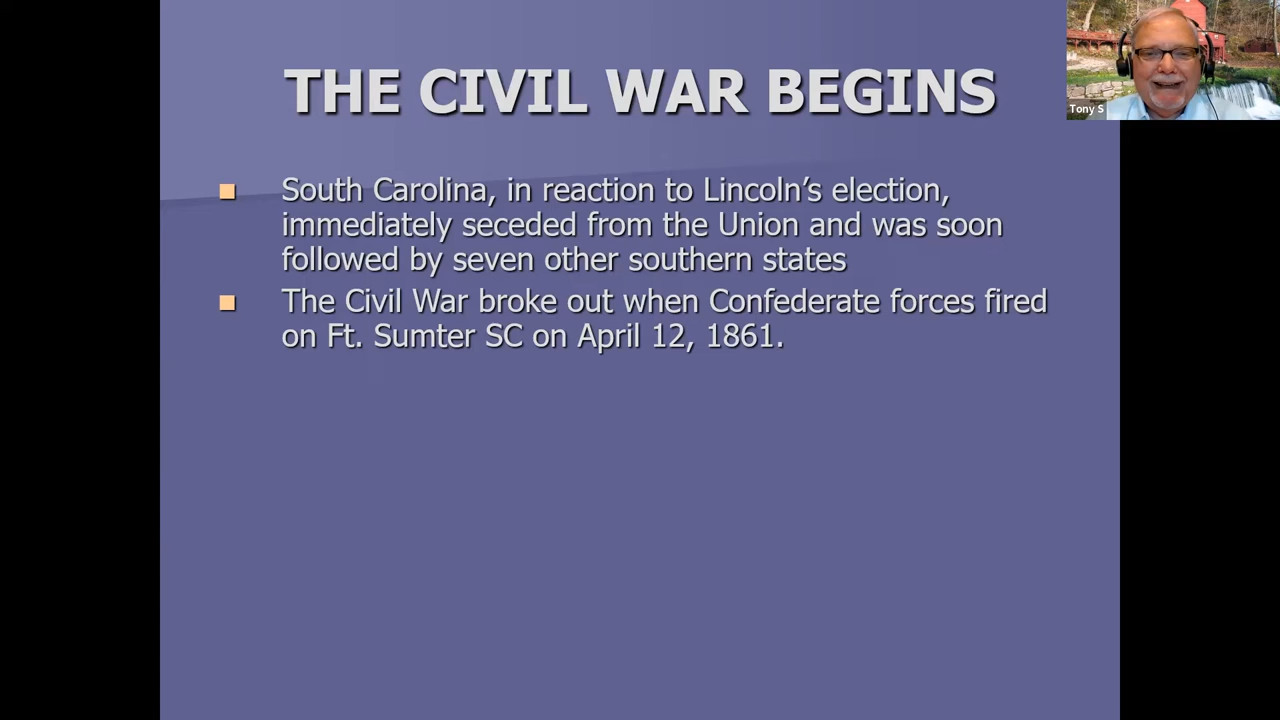 THE CIVIL WAR BEGINS
South Carolina, in reaction to Lincoln’s election,
immediately seceded from the Union and was soon
followed by seven other southern states
The Civil War broke out when Confederate forces fired
on Ft. Sumter SC on April 12, 1861.
Tony S